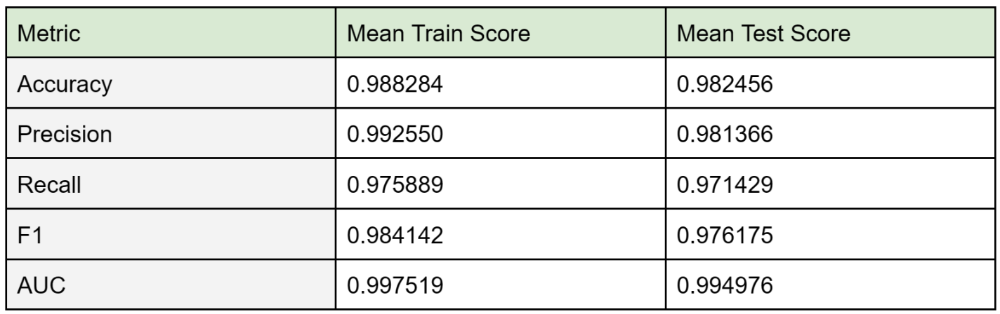 Metric Mean Train Score Mean Test Score
Accuracy 0.988284 0.982456
Precision 0.992550 0.981366
Recall 0.975889 0.971429
F1 0.984142 0.976175
AUC 0.997519 0.994976